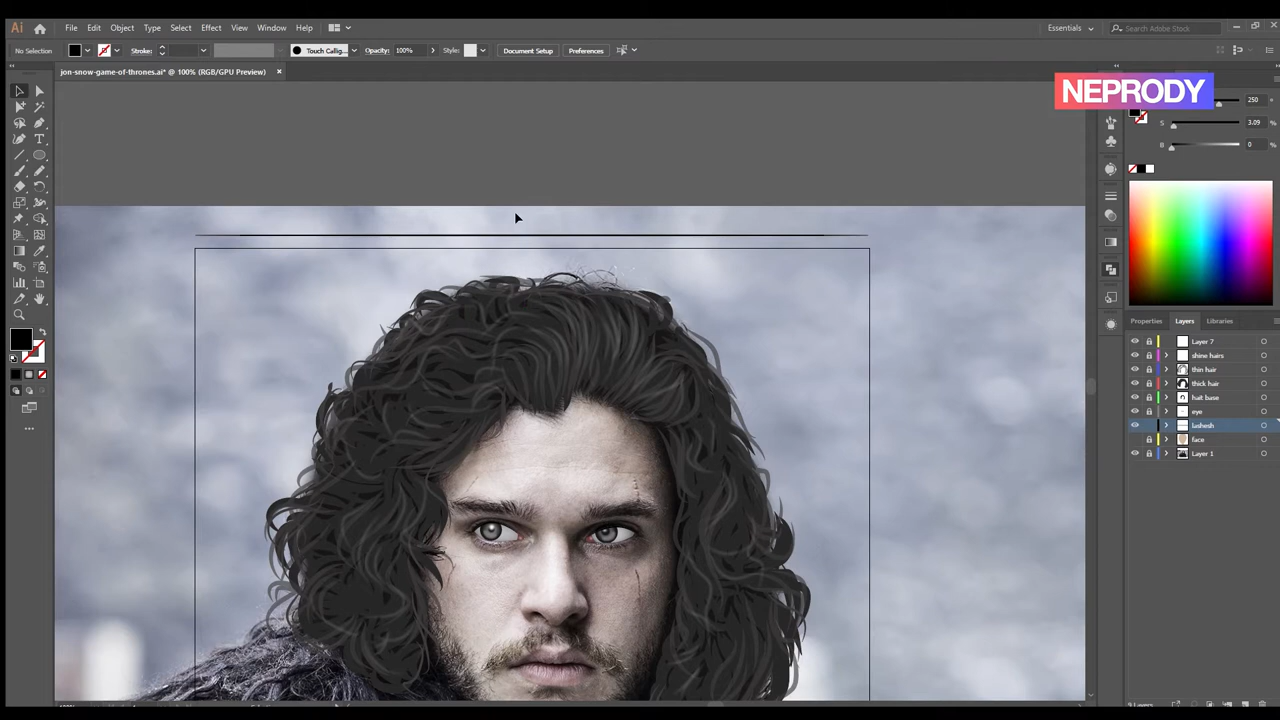 Ai File Edit Object Type Select Effect View Window Help Essentials Search Adobe Stock
No Selection Stroke: Touch Callig... Opacity: 100% Style: Document Setup Preferences
jon-snow-game-of-thrones.ai* @ 100% (RGB/GPU Preview) ×
NEPRODY
250 °
S 3.09 %
B 0 %
Properties Layers Libraries
Layer 7
shine hairs
thin hair
thick hair
hait base
eye
lashesh
face
Layer 1
9 Layers